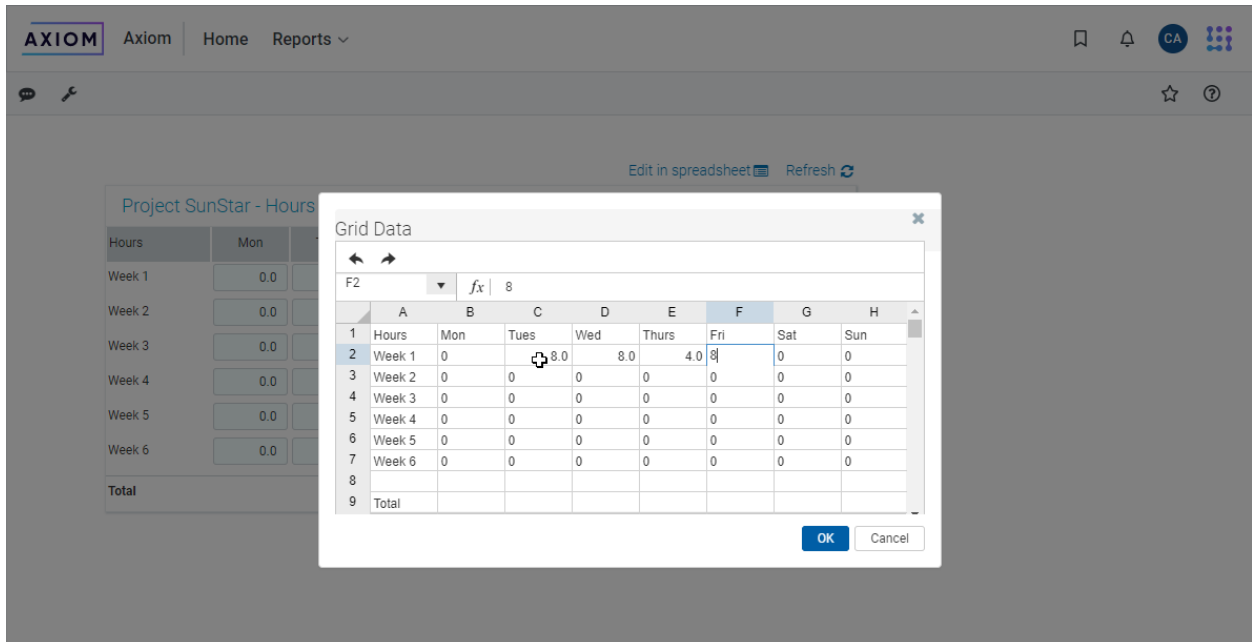 AXIOM Axiom Home Reports CA
Edit in spreadsheet Refresh
Project SunStar - Hours
Hours Mon
Week 1 0.0
Week 2 0.0
Week 3 0.0
Week 4 0.0
Week 5 0.0
Week 6 0.0
Total
Grid Data
F2 fx 8
A B C D E F G H
1 Hours Mon Tues Wed Thurs Fri Sat Sun
2 Week 1 0 8.0 8.0 4.0 8 0 0
3 Week 2 0 0 0 0 0 0 0
4 Week 3 0 0 0 0 0 0 0
5 Week 4 0 0 0 0 0 0 0
6 Week 5 0 0 0 0 0 0 0
7 Week 6 0 0 0 0 0 0 0
8
9 Total
OK Cancel